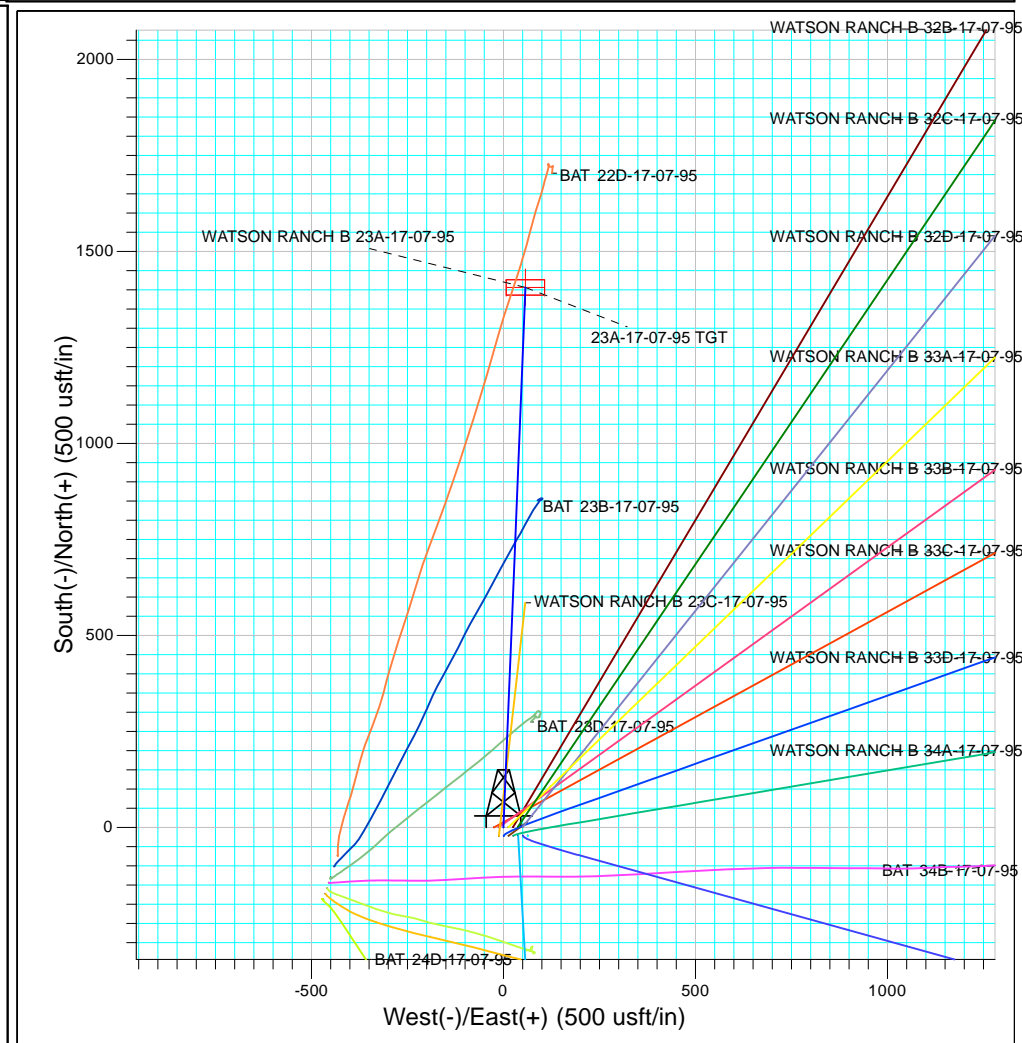 South(-)/North(+) (500 usft/in)
2000
1500
1000
500
0
WATSON RANCH B 32B-17-07-95
WATSON RANCH B 32C-17-07-95
BAT 22D-17-07-95
WATSON RANCH B 23A-17-07-95
WATSON RANCH B 32D-17-07-95
23A-17-07-95 TGT
WATSON RANCH B 33A-17-07-95
WATSON RANCH B 33B-17-07-95
BAT 23B-17-07-95
WATSON RANCH B 33C-17-07-95
WATSON RANCH B 23C-17-07-95
WATSON RANCH B 33D-17-07-95
BAT 23D-17-07-95
WATSON RANCH B 34A-17-07-95
BAT 34B-17-07-95
BAT 24D-17-07-95
-500
0
500
1000
West(-)/East(+) (500 usft/in)